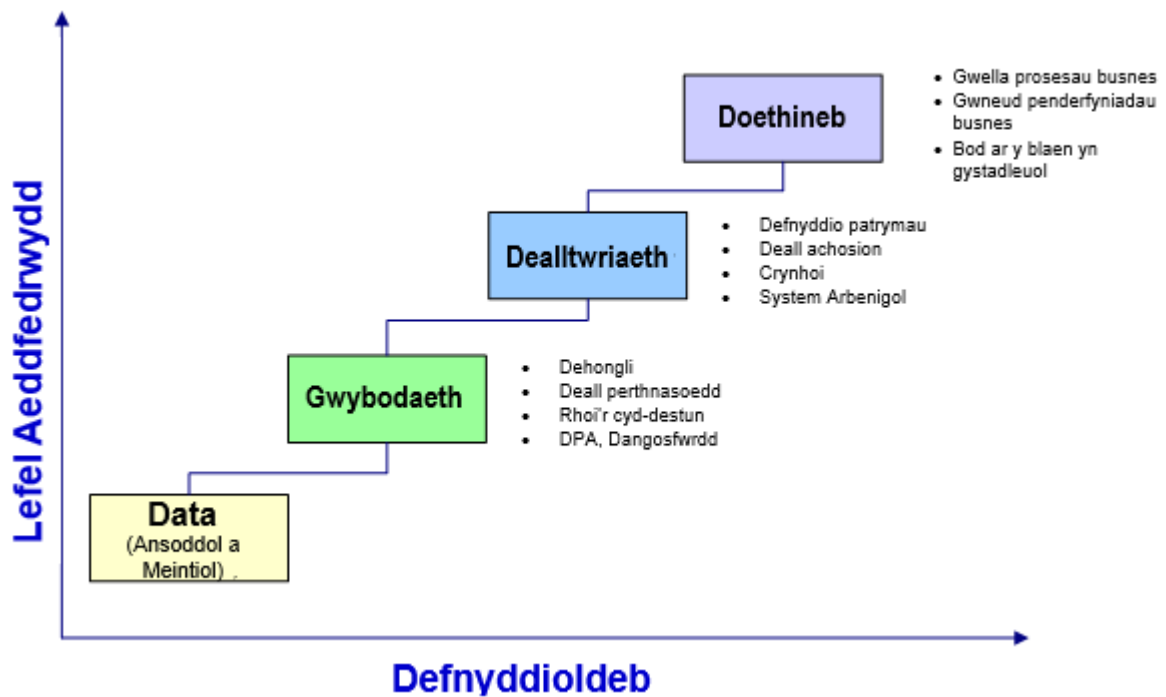 Lefel Aeddfedrwydd
Doethineb
• Gwella prosesau busnes
• Gwneud penderfyniadau
busnes
• Bod ar y blaen yn
gystadleuol
Dealltwriaeth
• Defnyddio patrymau
• Deall achosion
• Crynhoi
• System Arbenigol
Gwybodaeth
• Dehongli
• Deall perthnasoedd
• Rhoi'r cyd-destun
• DPA, Dangosfwrdd
Data
(Ansoddol a
Meintiol)
Defnyddioldeb